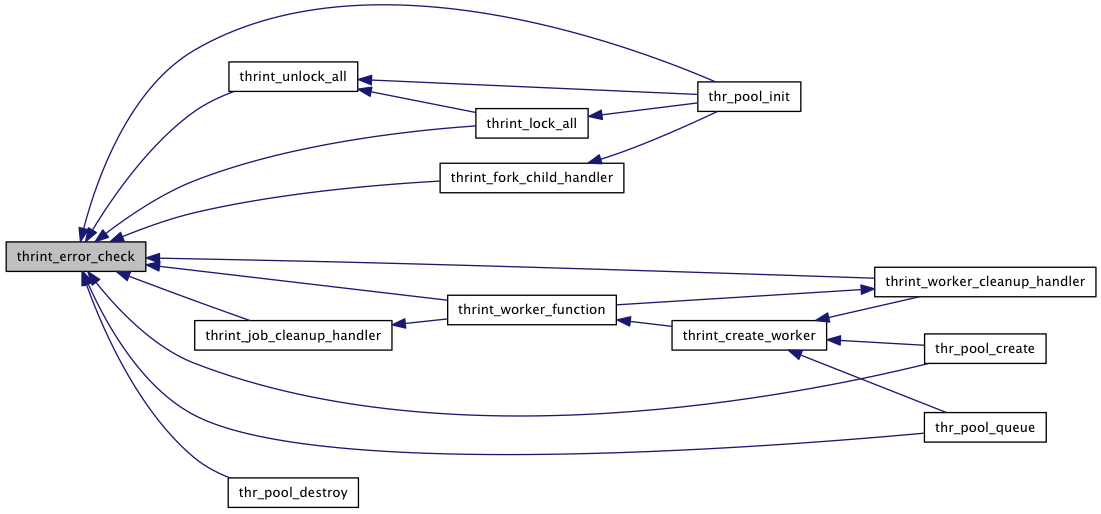 thrint_unlock_all
thr_pool_init
thrint_lock_all
thrint_fork_child_handler
thrint_error_check
thrint_worker_cleanup_handler
thrint_worker_function
thrint_job_cleanup_handler
thrint_create_worker
thr_pool_create
thr_pool_queue
thr_pool_destroy